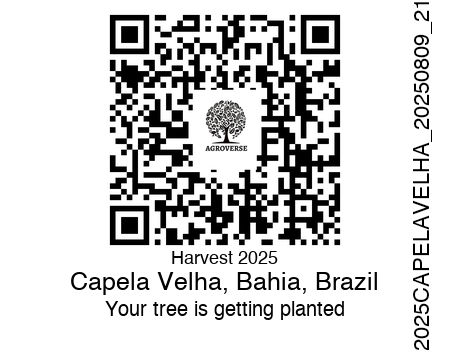 AGROVERSE
Harvest 2025
Capela Velha, Bahia, Brazil
Your tree is getting planted
2025CAPELAVELHA_20250809_21